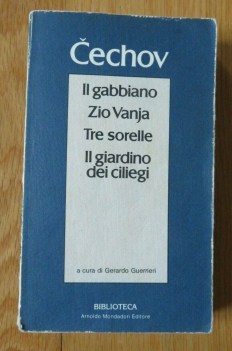 Čechov
Il gabbiano
Zio Vanja
Tre sorelle
Il giardino
dei ciliegi
a cura di Gerardo Guerrieri
BIBLIOTECA
Arnoldo Mondadori Editore